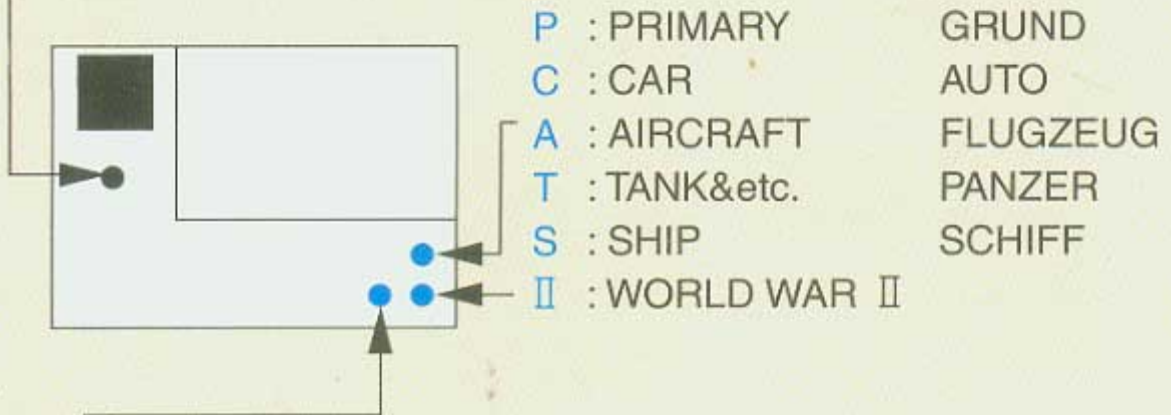 P : PRIMARY GRUND
C : CAR AUTO
A : AIRCRAFT FLUGZEUG
T : TANK&etc. PANZER
S : SHIP SCHIFF
Ⅱ : WORLD WAR Ⅱ